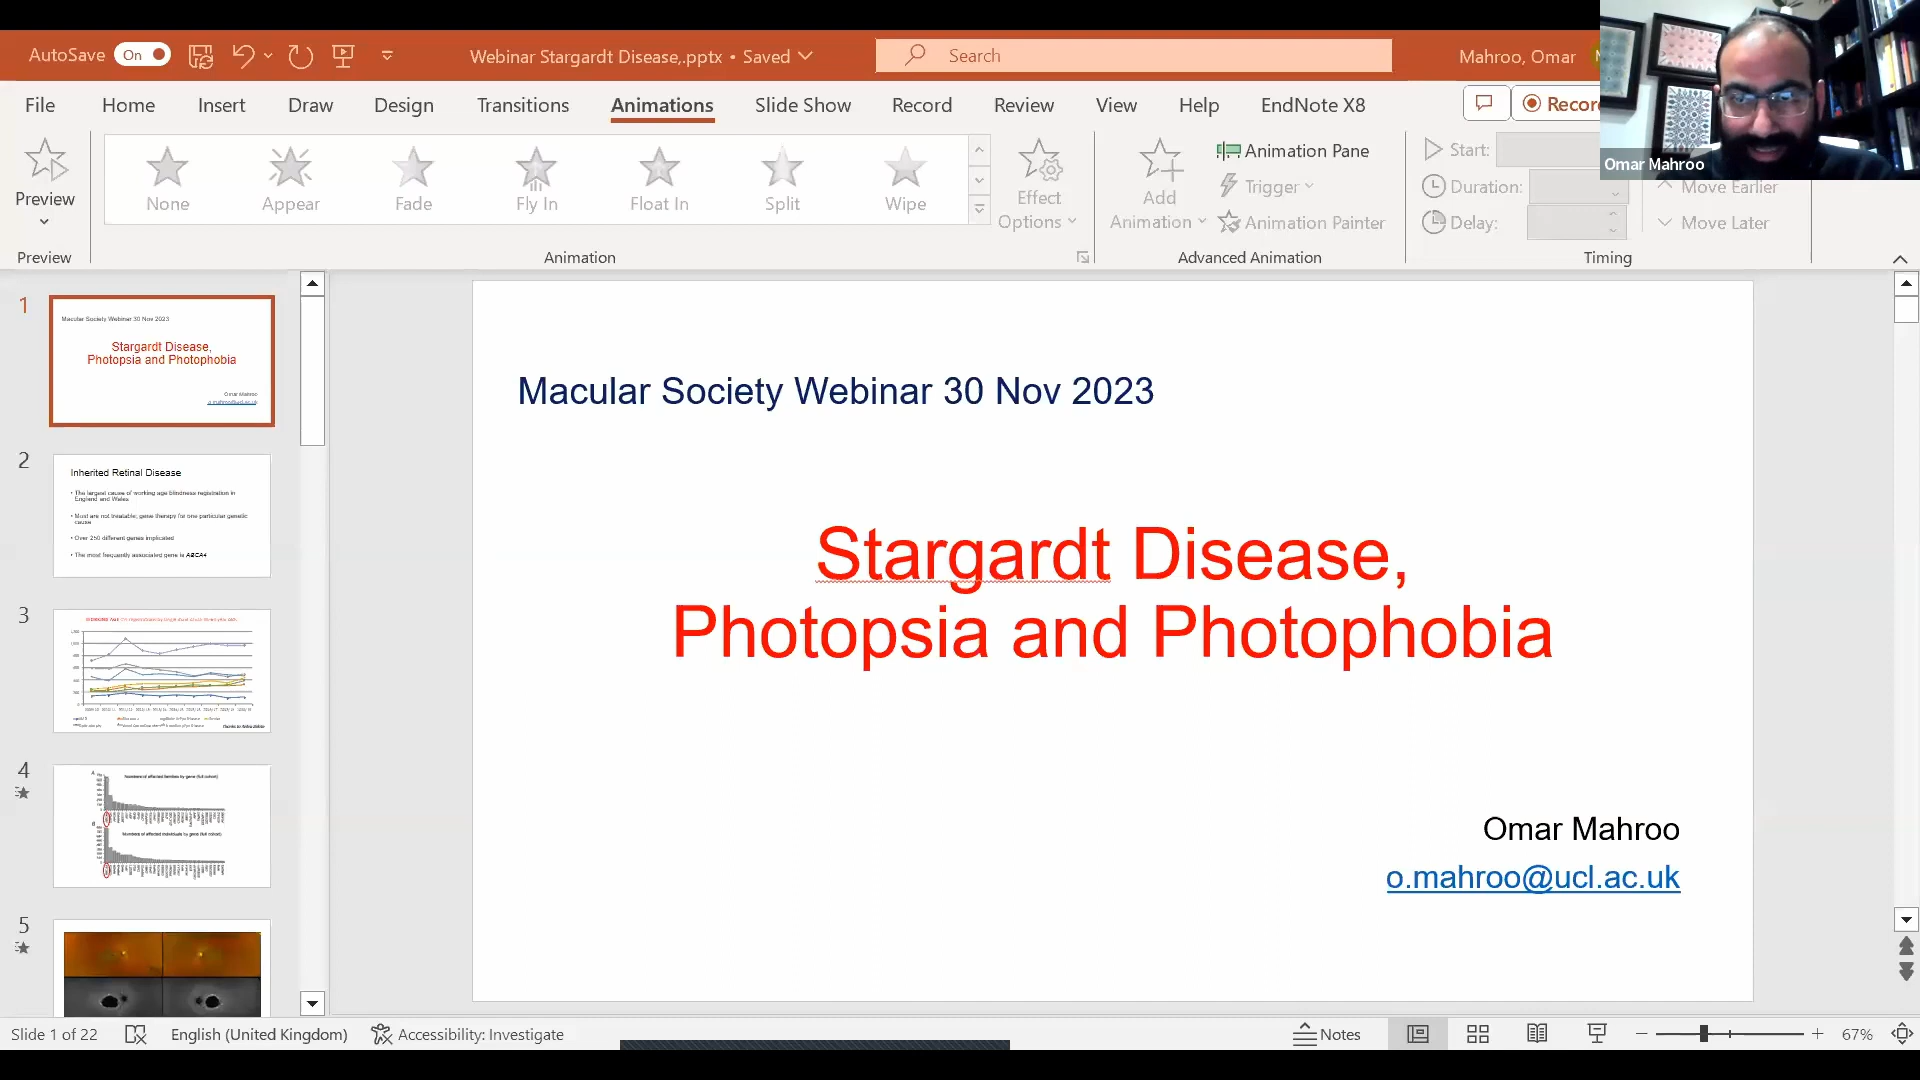 AutoSave On
Webinar Stargardt Disease,.pptx • Saved
Search
Mahroo, Omar
Omar Mahroo
File Home Insert Draw Design Transitions Animations Slide Show Record Review View Help EndNote X8
Recor
Preview
None Appear Fade Fly In Float In Split Wipe
Effect Options
Add Animation
Animation Pane
Trigger
Animation Painter
Start:
Duration:
Delay:
Move Earlier
Move Later
Preview Animation Advanced Animation Timing
1
Macular Society Webinar 30 Nov 2023
Stargardt Disease,
Photopsia and Photophobia
Omar Mahroo
o.mahroo@ucl.ac.uk
2
Inherited Retinal Disease
• The largest cause of working age blindness registration in
England and Wales
• Most are not treatable; gene therapy for one particular genetic
cause
• Over 250 different genes implicated
• The most frequently associated gene is ABCA4
3
4
A
Numbers of affected families by gene (full cohort)
B
Numbers of affected individuals by gene (full cohort)
5
Macular Society Webinar 30 Nov 2023
Stargardt Disease,
Photopsia and Photophobia
Omar Mahroo
o.mahroo@ucl.ac.uk
Slide 1 of 22
English (United Kingdom)
Accessibility: Investigate
Notes
67%